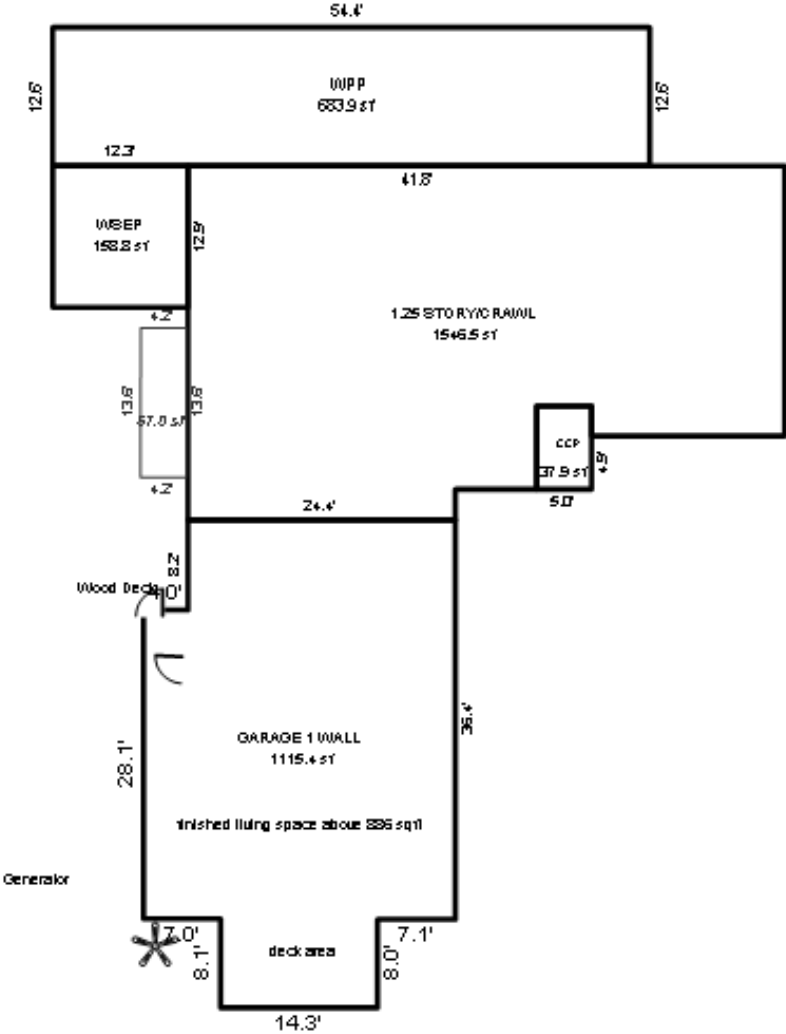 54.4'
WPP
683.9 sf
12.6'
12.6'
12.3'
41.8'
WSEP
158.8 sf
12.9'
1.25 STORY/CRAWL
1546.5 sf
4.2'
13.6'
13.6'
57.0 sf
4.2'
CCP
37.9 sf
4.9'
5.0'
24.4'
8.2'
Wood Deck
4.0'
36.4'
GARAGE 1 WALL
1115.4 sf
28.1'
finished living space above 886 sqft
Generator
7.0'
7.1'
8.1'
deck area
8.0'
14.3'